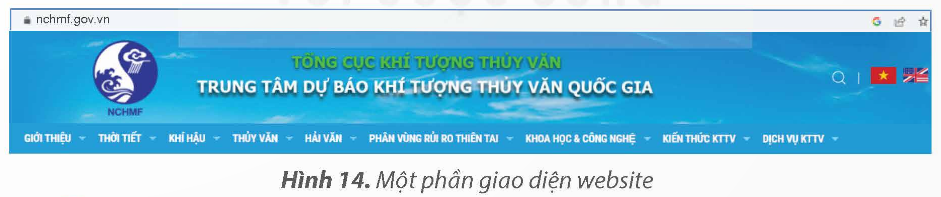 nchmf.gov.vn
TỔNG CỤC KHÍ TƯỢNG THỦY VĂN
TRUNG TÂM DỰ BÁO KHÍ TƯỢNG THỦY VĂN QUỐC GIA
NCHMF
GIỚI THIỆU THỜI TIẾT KHÍ HẬU THỦY VĂN HẢI VĂN PHÂN VÙNG RỦI RO THIÊN TAI KHOA HỌC & CÔNG NGHỆ KIẾN THỨC KTTV DỊCH VỤ KTTV
Hình 14. Một phần giao diện website